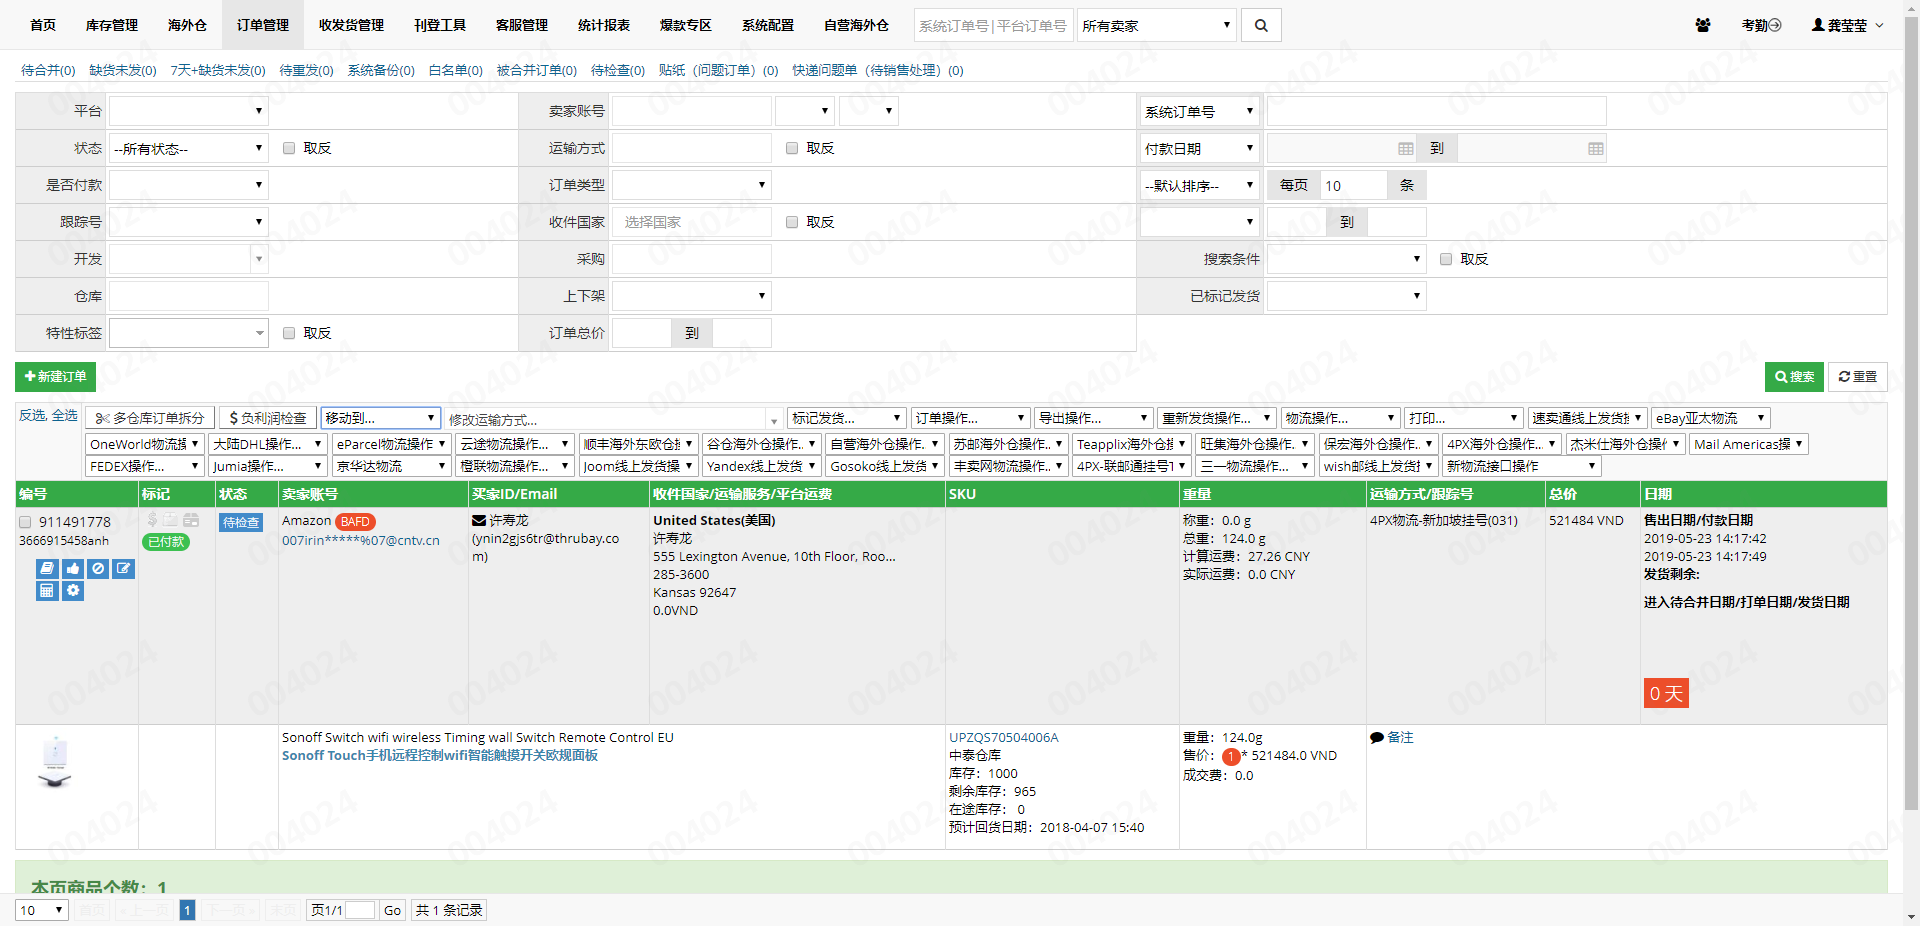 首页 库存管理 海外仓 订单管理 收发货管理 刊登工具 客服管理 统计报表 爆款专区 系统配置 自营海外仓 系统订单号|平台订单号 所有卖家 考勤 龚莹莹
待合并(0) 缺货未发(0) 7天+缺货未发(0) 待重发(0) 系统备份(0) 白名单(0) 被合并订单(0) 待检查(0) 贴纸（问题订单）(0) 快递问题单（待销售处理）(0)
平台 卖家账号 系统订单号
状态 --所有状态-- 取反 运输方式 取反 付款日期 到
是否付款 订单类型 --默认排序-- 每页 10 条
跟踪号 收件国家 选择国家 取反 到
开发 采购 搜索条件 取反
仓库 上下架 已标记发货
特性标签 取反 订单总价 到
新建订单 搜索 重置
反选, 全选 多仓库订单拆分 $负利润检查 移动到... 修改运输方式... 标记发货... 订单操作... 导出操作... 重新发货操作... 物流操作... 打印... 速卖通线上发货 eBay亚太物流
OneWorld物流操 大陆DHL操作... eParcel物流操作 云途物流操作... 顺丰海外东欧仓 谷仓海外仓操作.. 自营海外仓操作. 苏邮海外仓操作.. Teapplix海外仓 旺集海外仓操作. 保宏海外仓操作.. 4PX海外仓操作... 杰米仕海外仓操 Mail Americas操
FEDEX操作... Jumia操作... 京华达物流 橙联物流操作... Joom线上发货操 Yandex线上发货 Gosoko线上发货 丰卖网物流操作.. 4PX-联邮通挂号 三一物流操作... wish邮线上发货 新物流接口操作
编号 标记 状态 卖家账号 买家ID/Email 收件国家/运输服务/平台运费 SKU 重量 运输方式/跟踪号 总价 日期
911491778
3666915458anh
已付款
待检查
Amazon BAFD
007irin*****%07@cntv.cn
许寿龙
(ynin2gjs6tr@thrubay.co
m)
United States(美国)
许寿龙
555 Lexington Avenue, 10th Floor, Roo...
285-3600
Kansas 92647
0.0VND
称重：0.0 g
总重：124.0 g
计算运费：27.26 CNY
实际运费：0.0 CNY
4PX物流-新加坡挂号(031)
521484 VND
售出日期/付款日期
2019-05-23 14:17:42
2019-05-23 14:17:49
发货剩余:
进入待合并日期/打单日期/发货日期
0 天
Sonoff Switch wifi wireless Timing wall Switch Remote Control EU
Sonoff Touch手机远程控制wifi智能触摸开关欧规面板
UPZQS70504006A
中泰仓库
库存：1000
剩余库存：965
在途库存： 0
预计回货日期：2018-04-07 15:40
重量：124.0g
售价：1* 521484.0 VND
成交费：0.0
备注
本页商品个数：1
10 首页 «上一页 1 下一页» 末页 页1/1 Go 共 1 条记录
004024